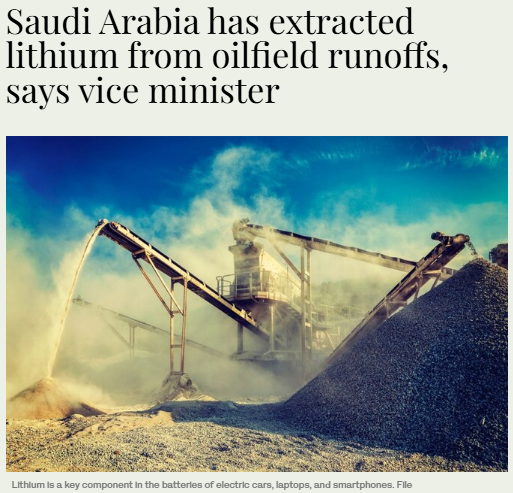 Saudi Arabia has extracted
lithium from oilfield runoffs,
says vice minister
Lithium is a key component in the batteries of electric cars, laptops, and smartphones. File